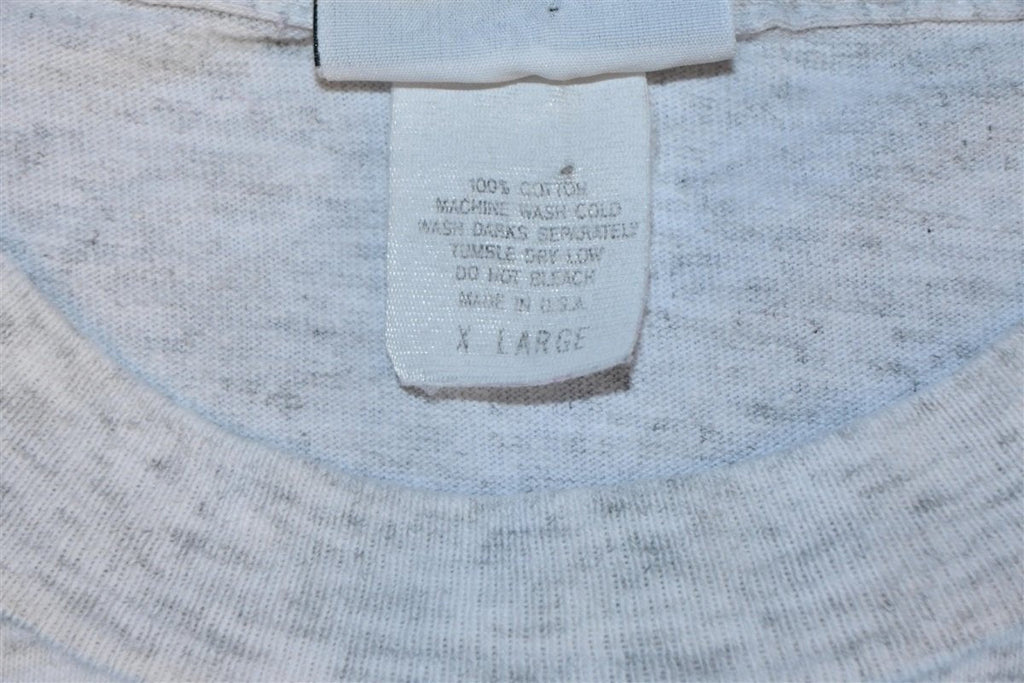 100% COTTON
MACHINE WASH COLD
WASH DARKS SEPARATELY
TUMBLE DRY LOW
DO NOT BLEACH
MADE IN U.S.A.
X LARGE